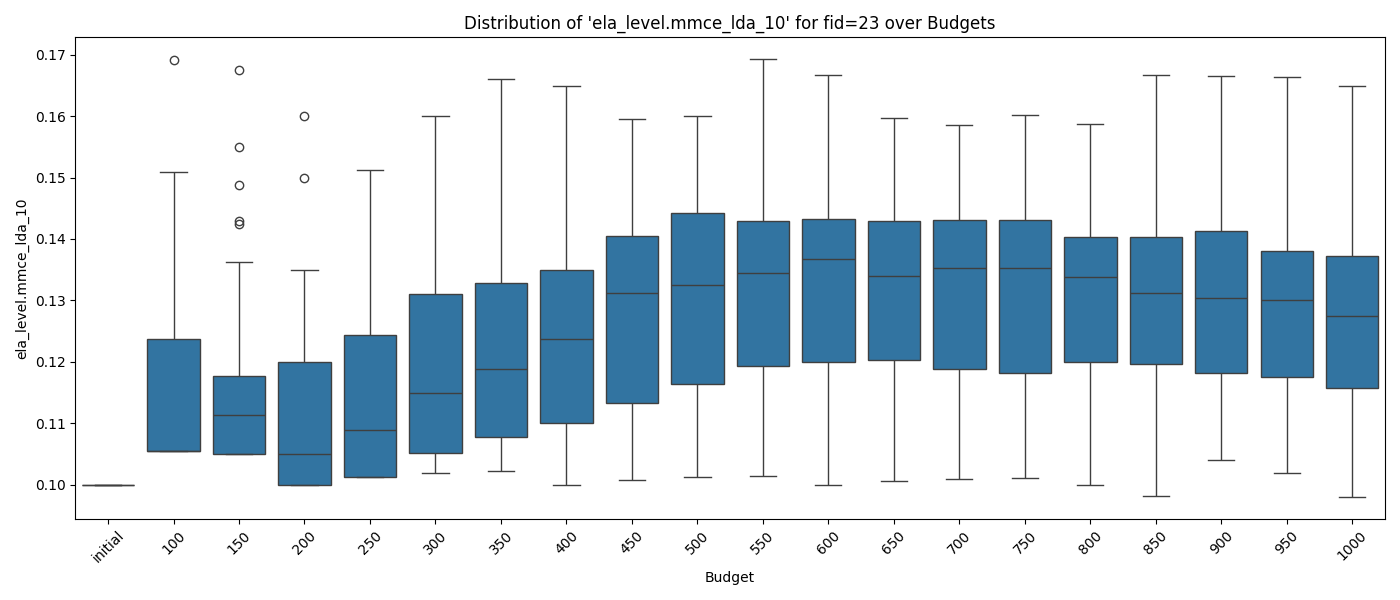 Distribution of 'ela_level.mmce_lda_10' for fid=23 over Budgets
ela_level.mmce_lda_10
0.17
0.16
0.15
0.14
0.13
0.12
0.11
0.10
initial 100 150 200 250 300 350 400 450 500 550 600 650 700 750 800 850 900 950 1000
Budget